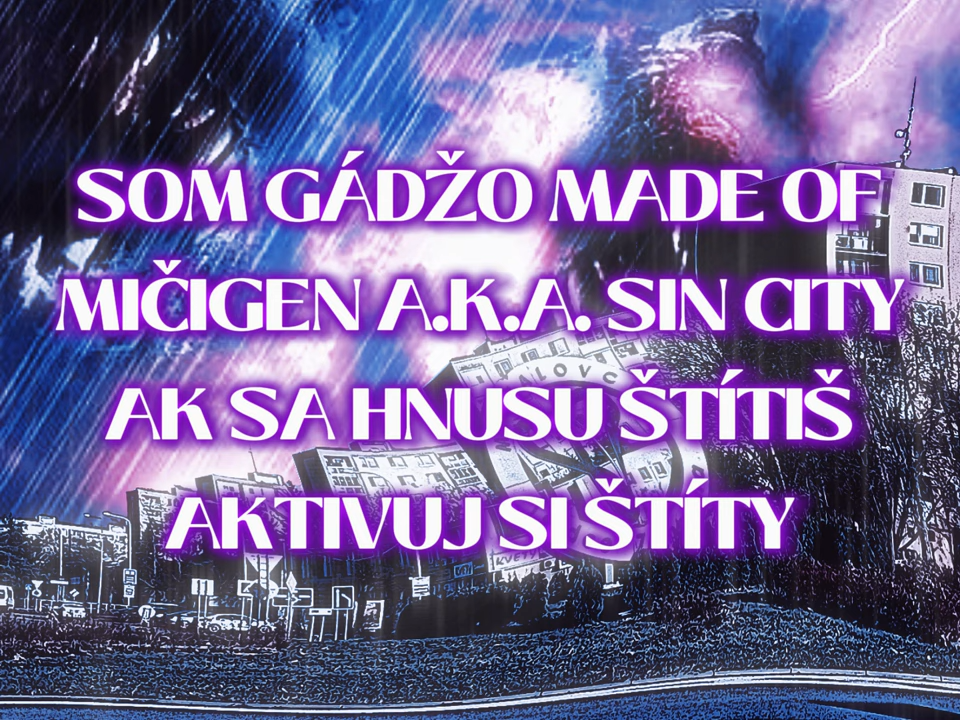 SOM GÁDŽO MADE OF
MIČIGEN A.K.A. SIN CITY
AK SA HNUSU ŠTÍTIŠ
AKTIVUJ SI ŠTÍTY